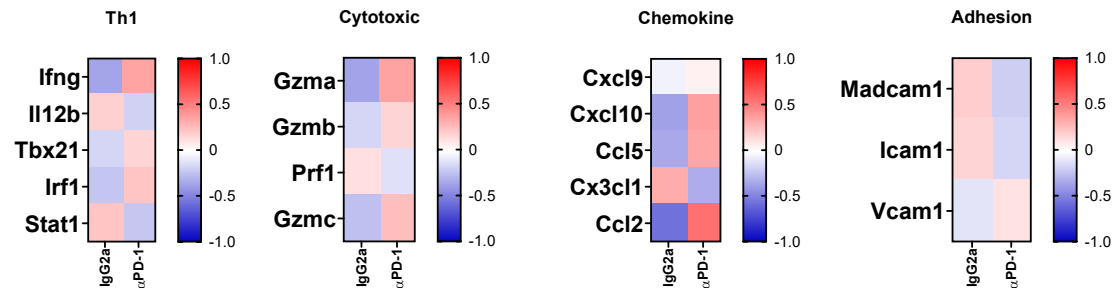 Th1
Ifng
Il12b
Tbx21
Irf1
Stat1
IgG2a
αPD-1
1.0
0.5
0
-0.5
-1.0
Cytotoxic
Gzma
Gzmb
Prf1
Gzmc
IgG2a
αPD-1
1.0
0.5
0
-0.5
-1.0
Chemokine
Cxcl9
Cxcl10
Ccl5
Cx3cl1
Ccl2
IgG2a
αPD-1
1.0
0.5
0
-0.5
-1.0
Adhesion
Madcam1
Icam1
Vcam1
IgG2a
αPD-1
1.0
0.5
0
-0.5
-1.0